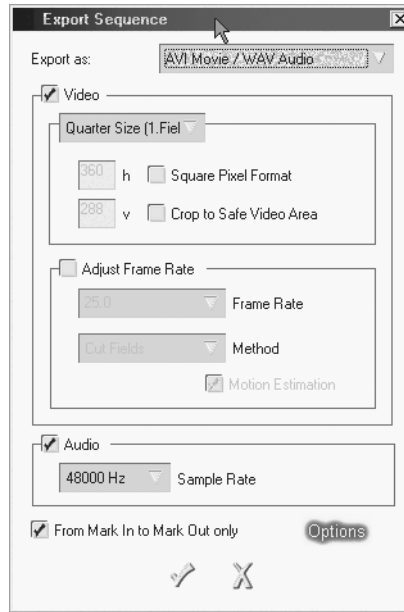 Export Sequence
Export as: AVI Movie / WAV Audio
Video
Quarter Size (1.Fiel
360 h Square Pixel Format
288 v Crop to Safe Video Area
Adjust Frame Rate
25.0 Frame Rate
Cut Fields Method
Motion Estimation
Audio
48000 Hz Sample Rate
From Mark In to Mark Out only Options